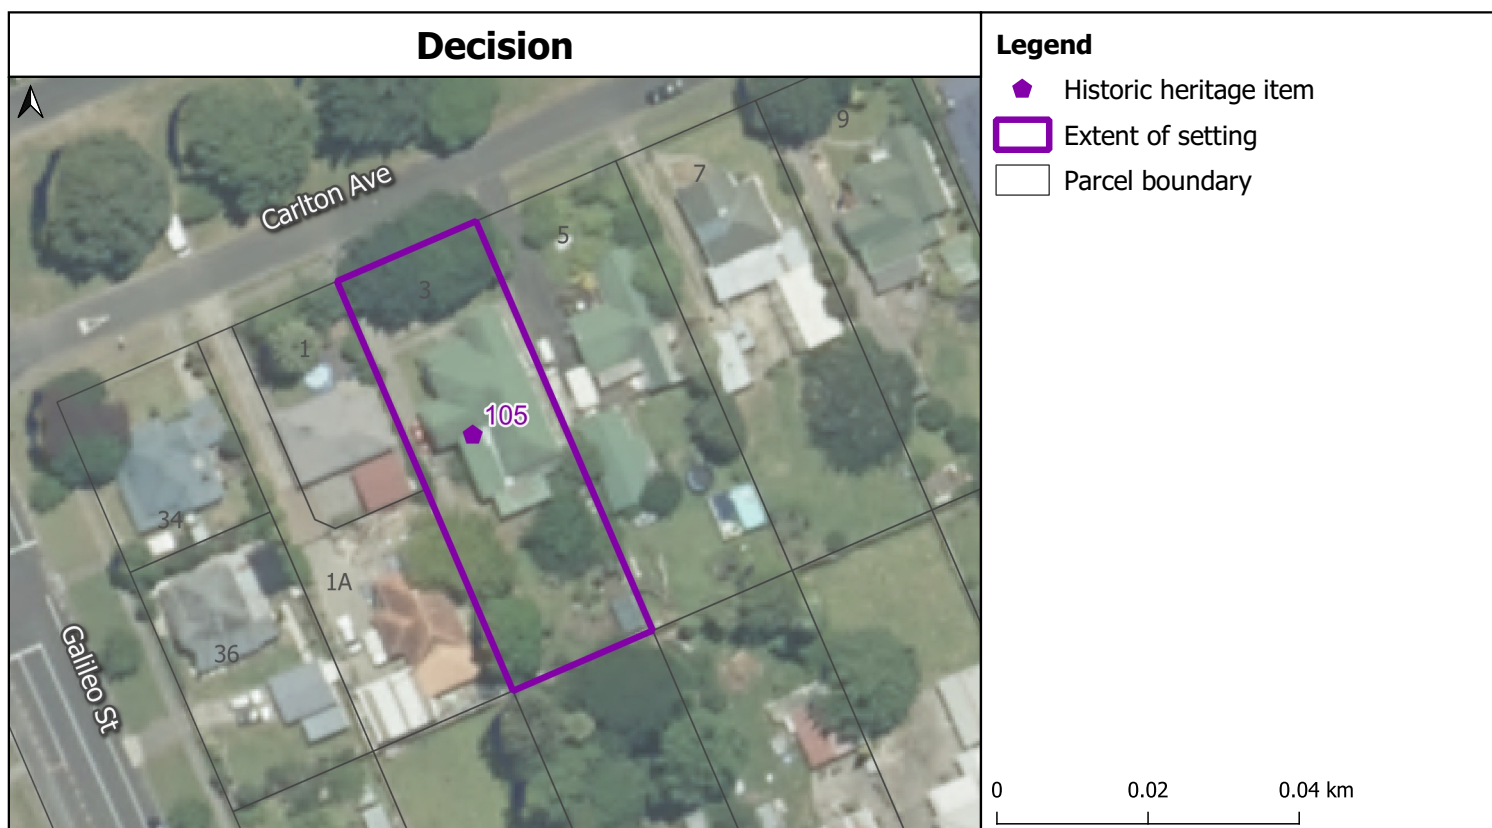 Decision
Legend
Historic heritage item
Extent of setting
Parcel boundary
Carlton Ave
9
7
5
3
1
105
34
1A
36
Galileo St
0 0.02 0.04 km